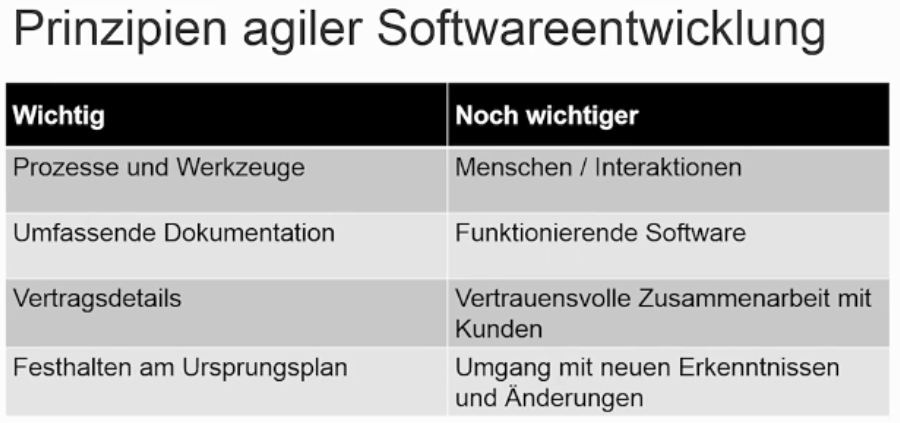 Prinzipien agiler Softwareentwicklung
Wichtig
Noch wichtiger
Prozesse und Werkzeuge
Menschen / Interaktionen
Umfassende Dokumentation
Funktionierende Software
Vertragsdetails
Vertrauensvolle Zusammenarbeit mit
Kunden
Festhalten am Ursprungsplan
Umgang mit neuen Erkenntnissen
und Änderungen